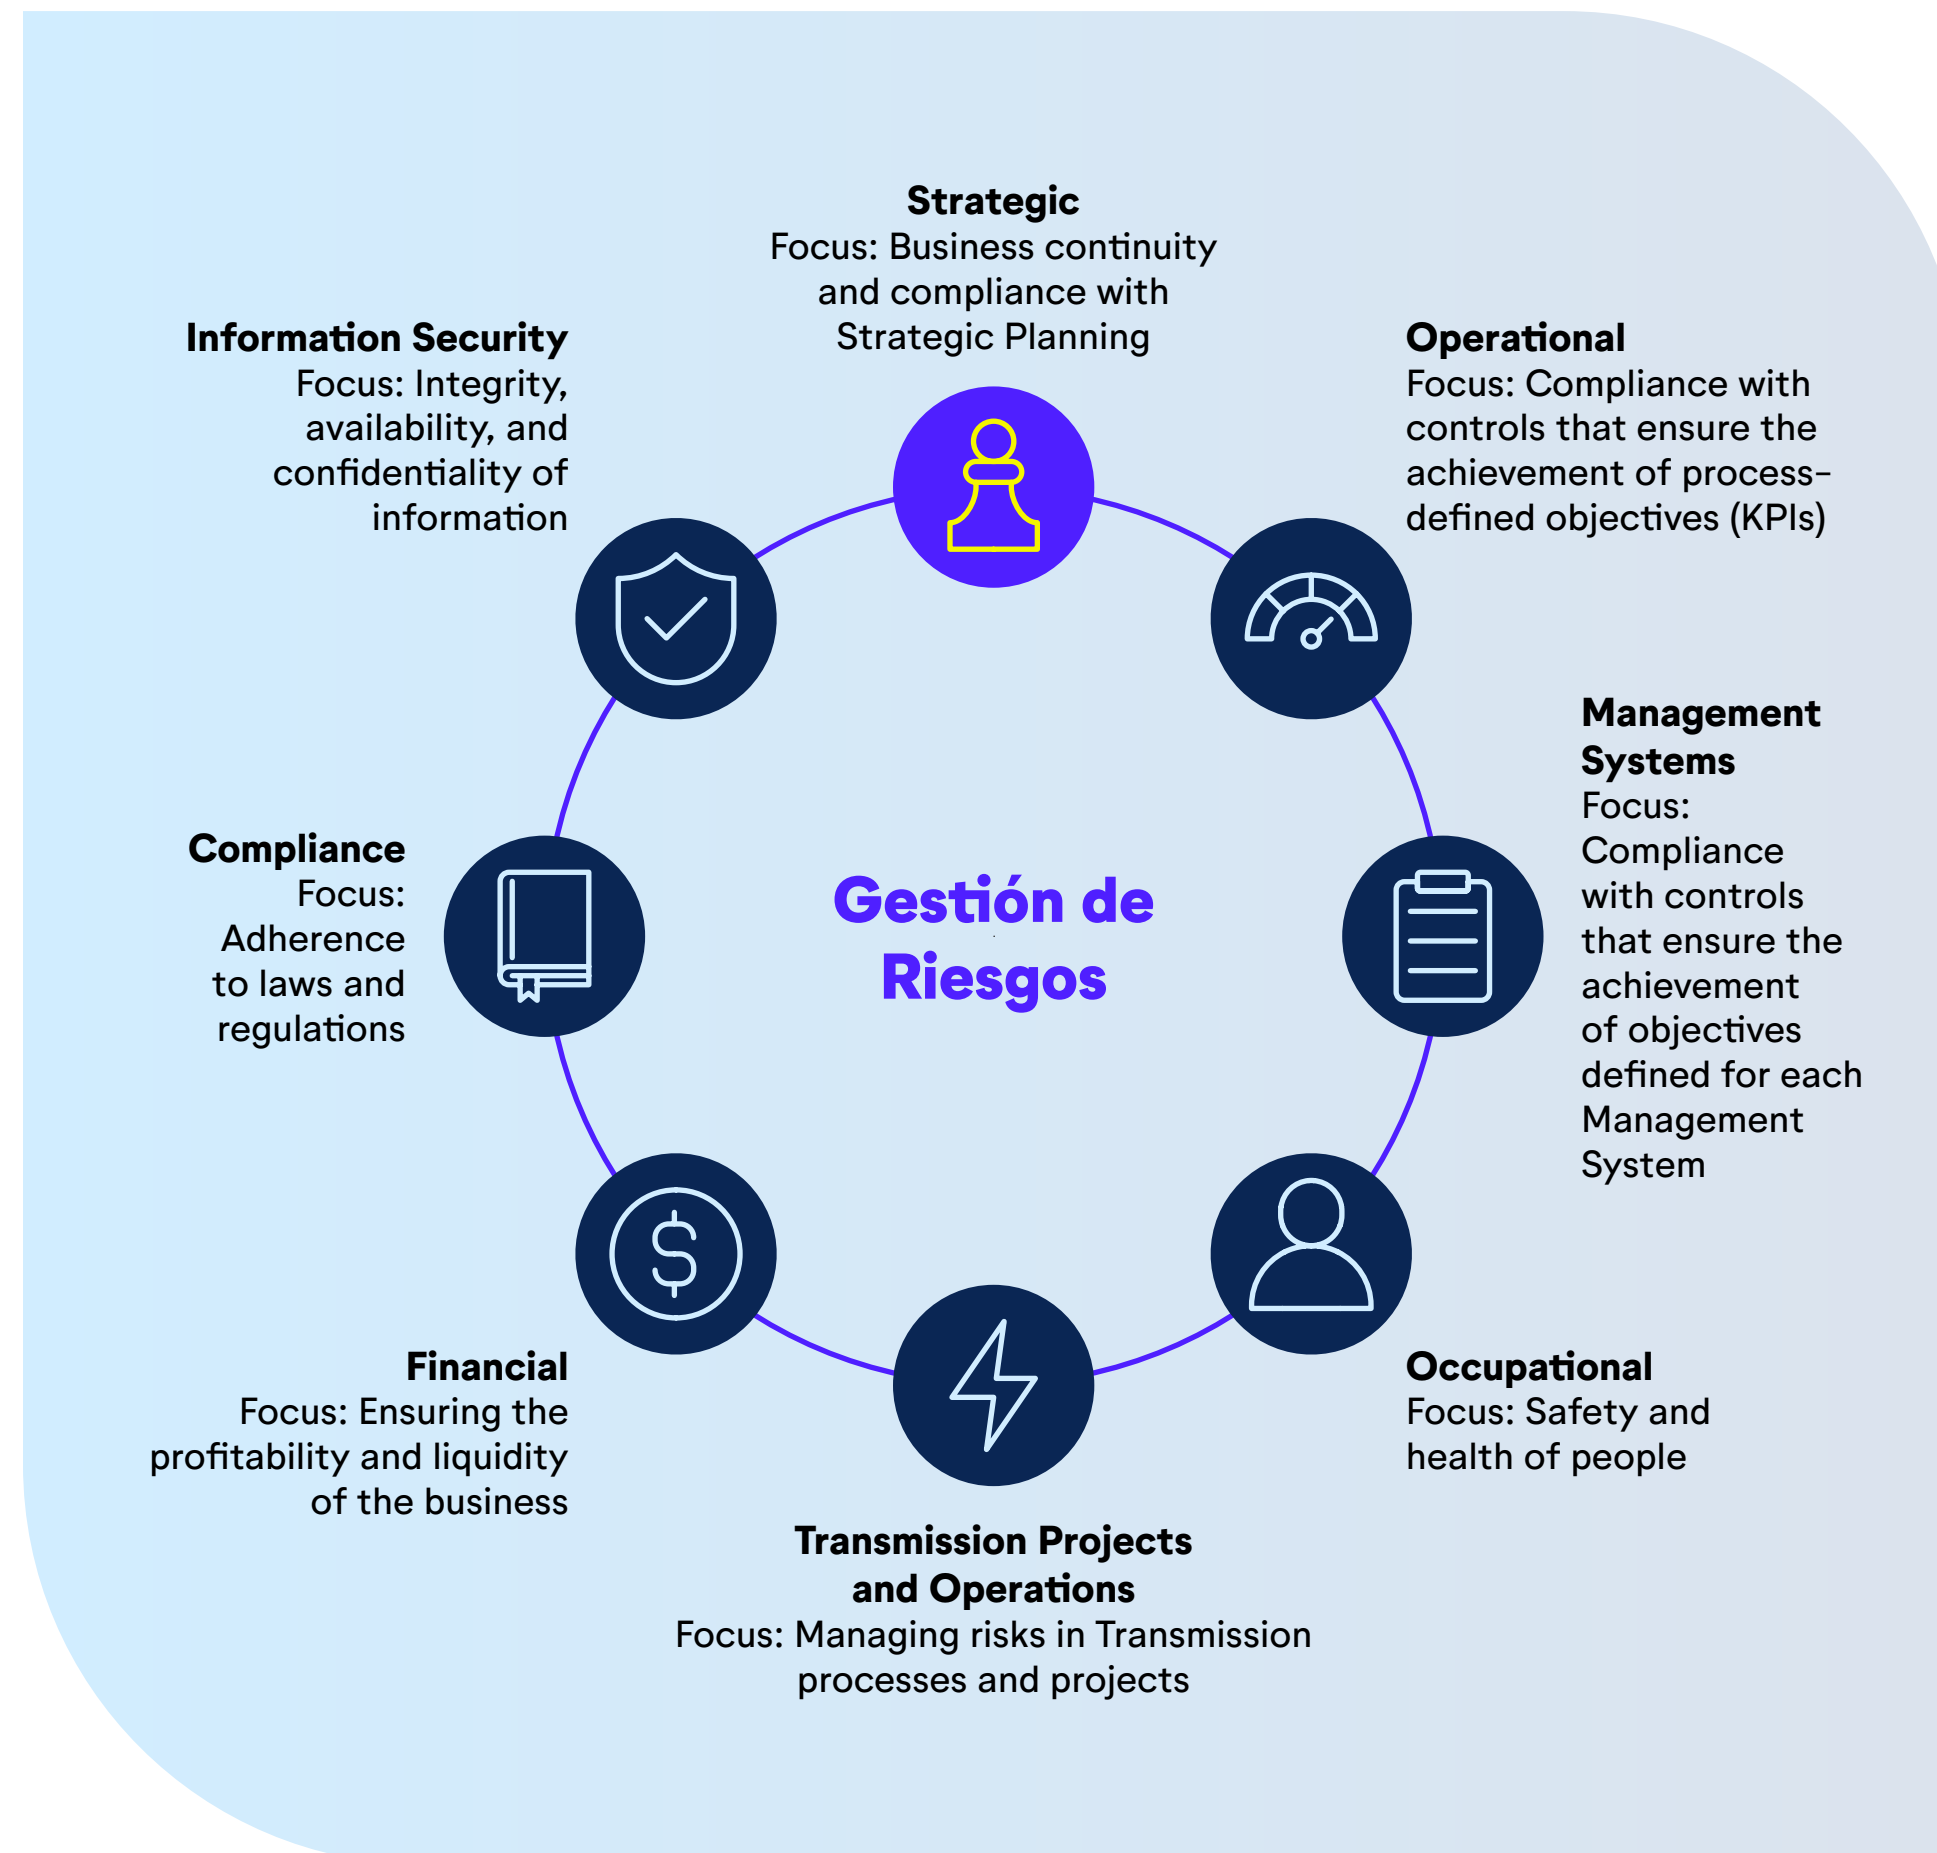 Strategic
Focus: Business continuity
and compliance with
Strategic Planning
Operational
Focus: Compliance with
controls that ensure the
achievement of process-
defined objectives (KPIs)
Management
Systems
Focus:
Compliance
with controls
that ensure the
achievement
of objectives
defined for each
Management
System
Occupational
Focus: Safety and
health of people
Transmission Projects
and Operations
Focus: Managing risks in Transmission
processes and projects
Financial
Focus: Ensuring the
profitability and liquidity
of the business
Compliance
Focus:
Adherence
to laws and
regulations
Information Security
Focus: Integrity,
availability, and
confidentiality of
information
Gestión de
Riesgos
$